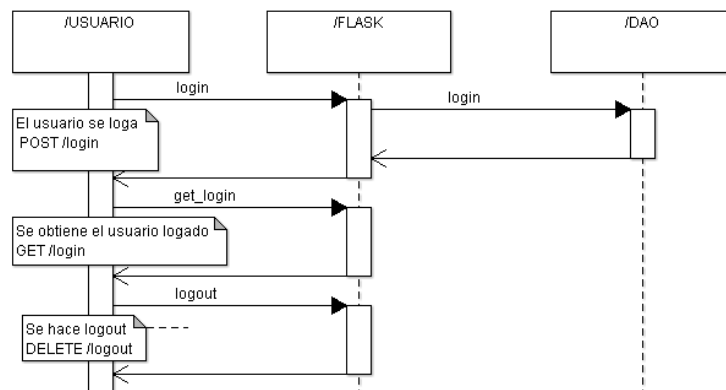 /USUARIO
/FLASK
/DAO
login
login
El usuario se loga
POST /login
get_login
Se obtiene el usuario logado
GET /login
logout
Se hace logout
DELETE /logout